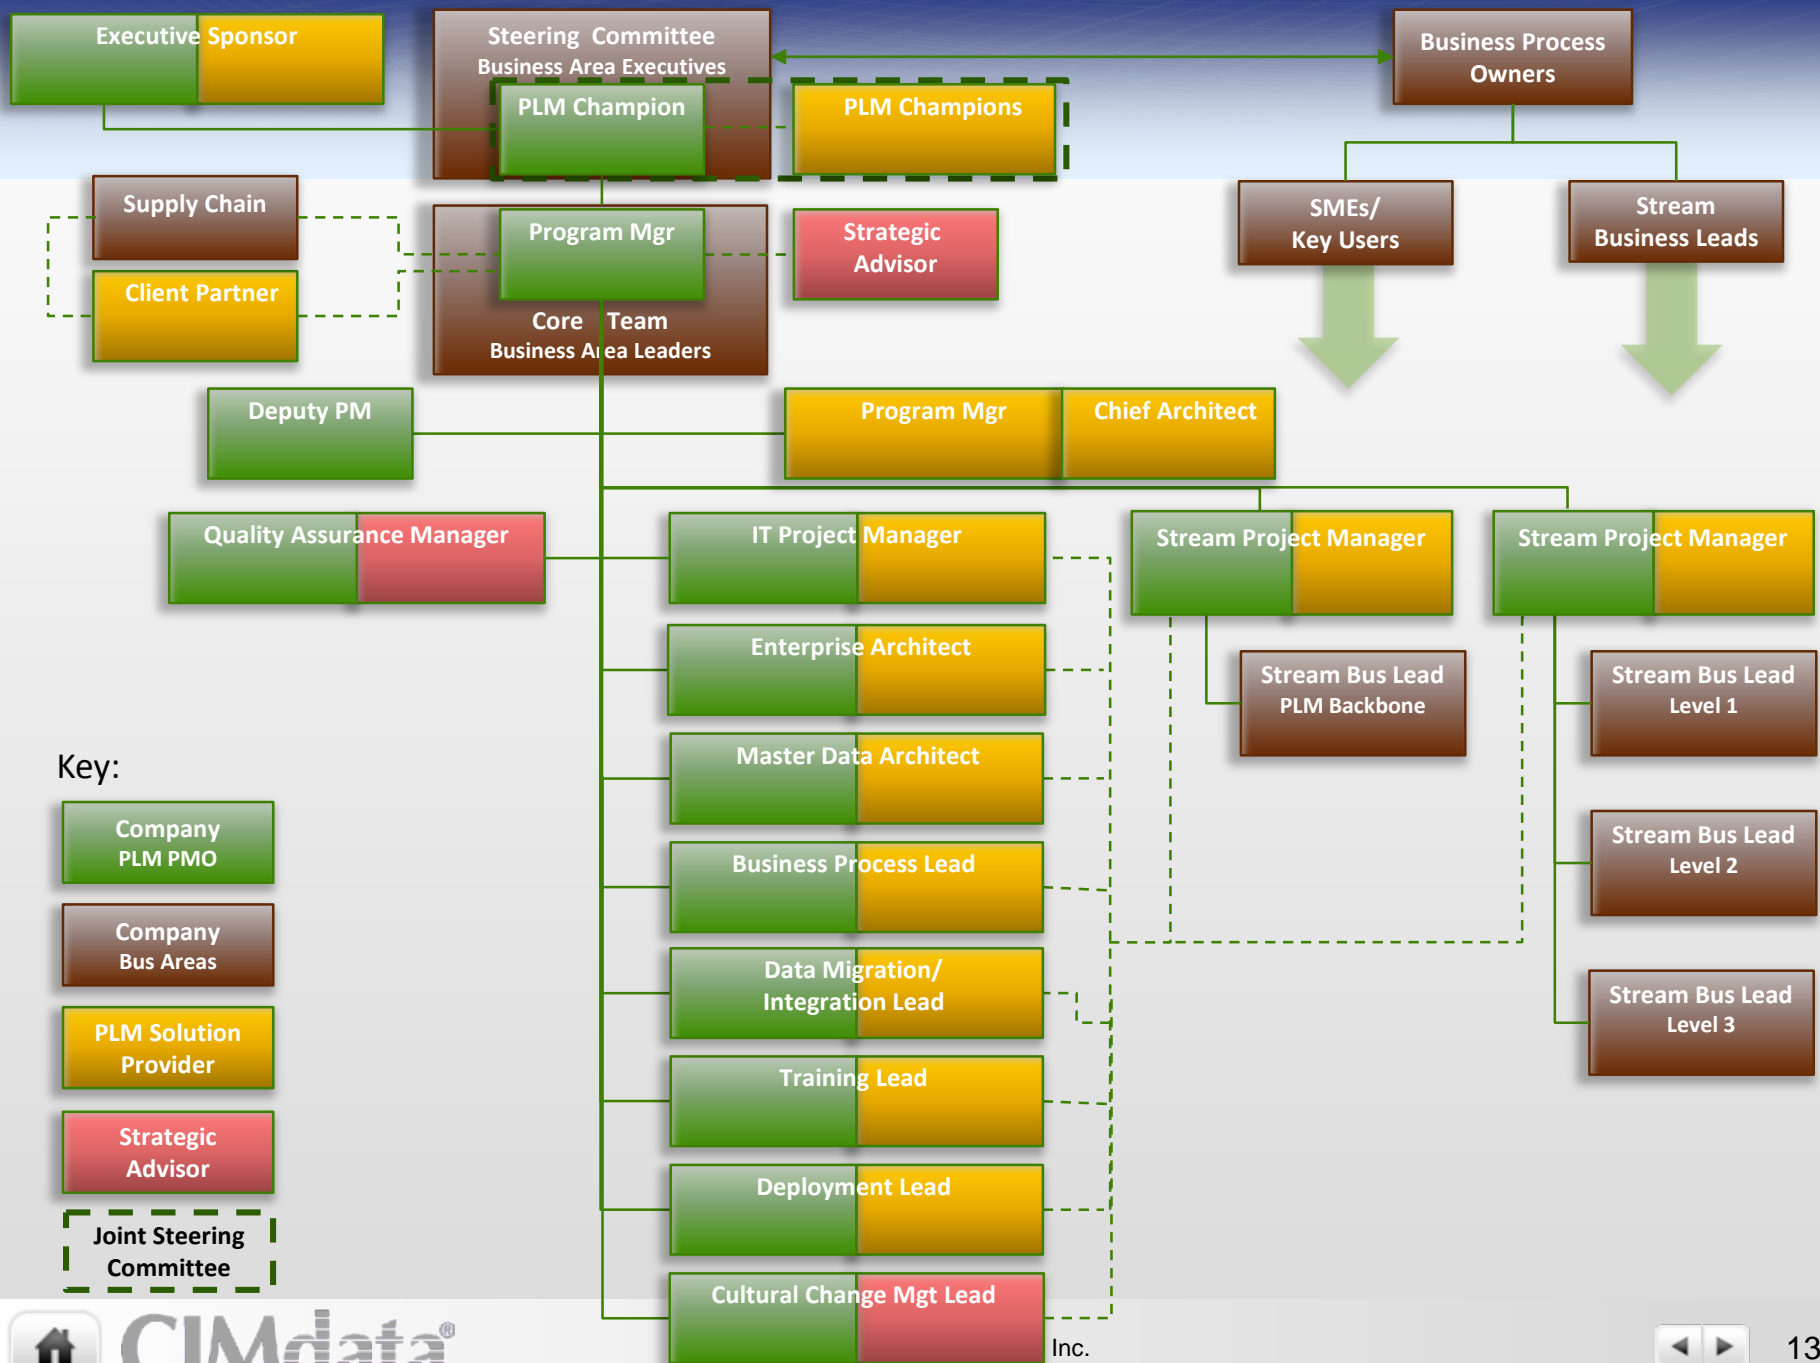 Executive Sponsor
Steering Committee
Business Area Executives
PLM Champion
PLM Champions
Business Process
Owners
Supply Chain
Client Partner
Program Mgr
Core Team
Business Area Leaders
Strategic
Advisor
SMEs/
Key Users
Stream
Business Leads
Deputy PM
Program Mgr
Chief Architect
Quality Assurance Manager
IT Project Manager
Stream Project Manager
Stream Project Manager
Enterprise Architect
Stream Bus Lead
PLM Backbone
Stream Bus Lead
Level 1
Master Data Architect
Business Process Lead
Stream Bus Lead
Level 2
Data Migration/
Integration Lead
Stream Bus Lead
Level 3
Training Lead
Deployment Lead
Cultural Change Mgt Lead
Key:
Company
PLM PMO
Company
Bus Areas
PLM Solution
Provider
Strategic
Advisor
Joint Steering
Committee
CIMdata®
Inc.
13